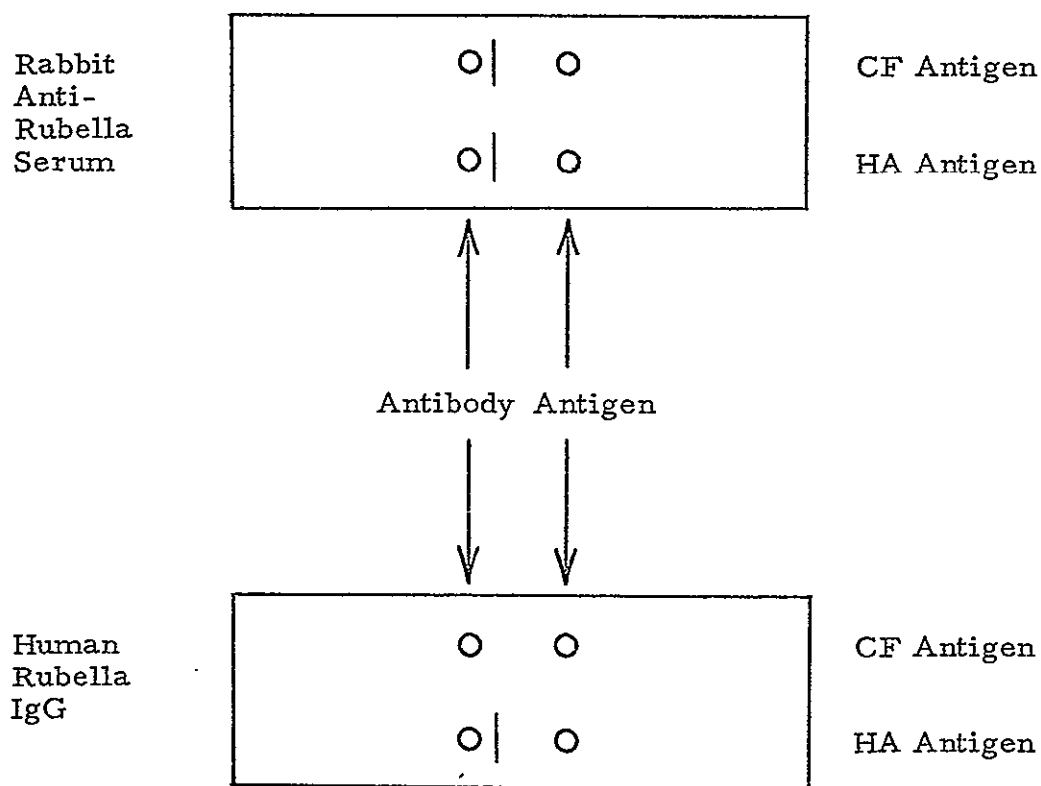 Rabbit
Anti-
Rubella
Serum
CF Antigen
HA Antigen
Antibody Antigen
Human
Rubella
IgG
CF Antigen
HA Antigen